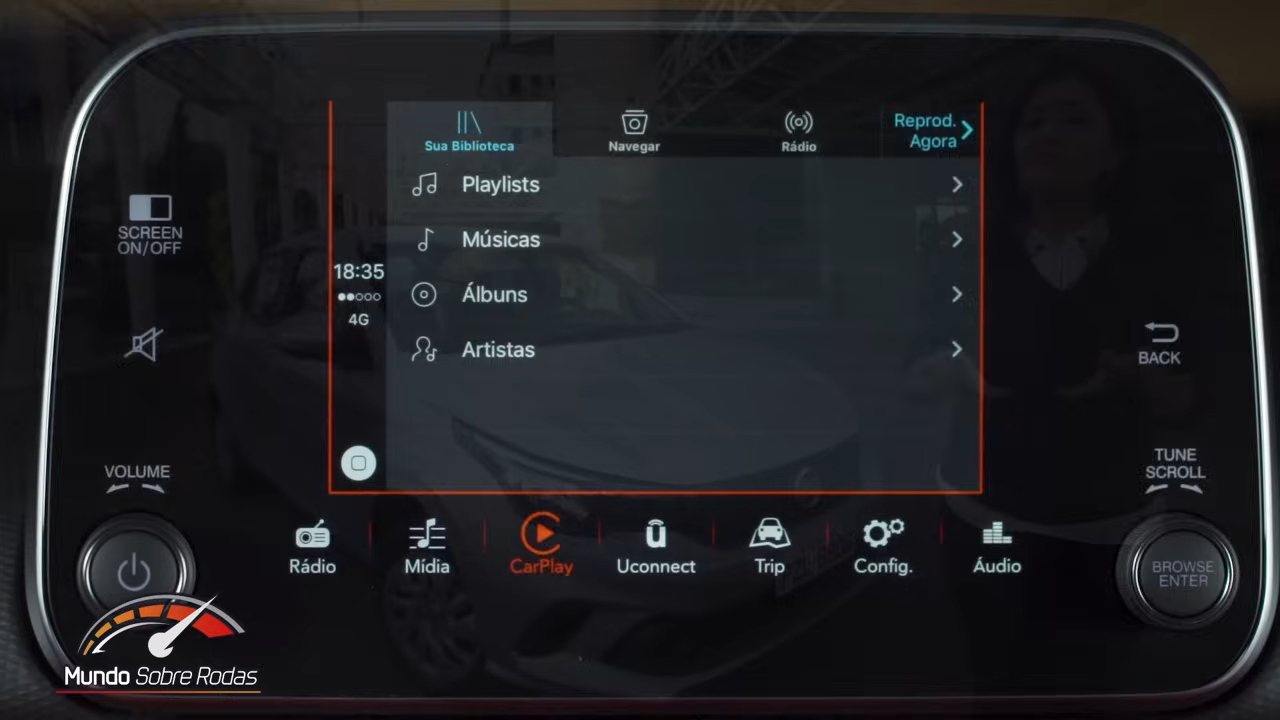 Sua Biblioteca
Navegar
Rádio
Reprod.
Agora
Playlists
Músicas
Álbuns
Artistas
18:35
4G
SCREEN
ON/OFF
BACK
VOLUME
TUNE
SCROLL
Rádio
Mídia
CarPlay
Uconnect
Trip
Config.
Áudio
BROWSE
ENTER
Mundo Sobre Rodas